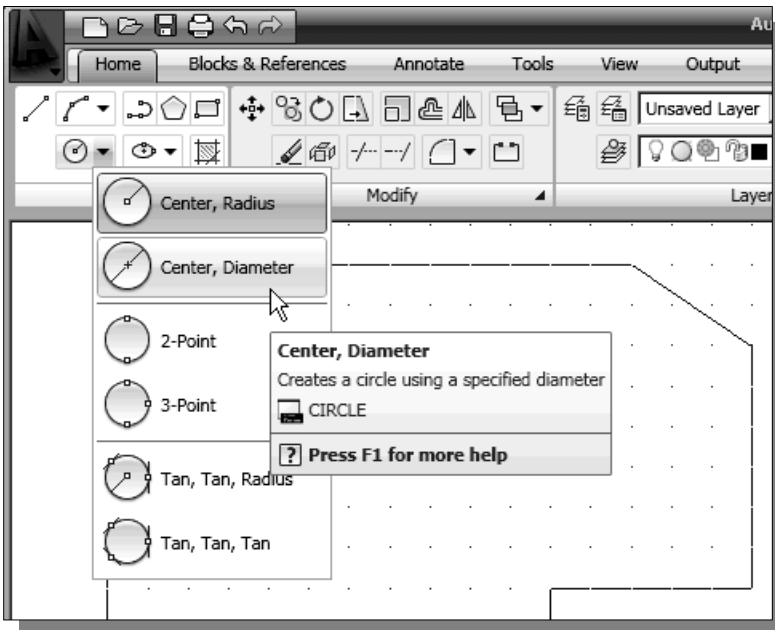 Au
Home Blocks & References Annotate Tools View Output
Unsaved Layer
Modify Layer
Center, Radius
Center, Diameter
2-Point
3-Point
Tan, Tan, Radius
Tan, Tan, Tan
Center, Diameter
Creates a circle using a specified diameter
CIRCLE
? Press F1 for more help